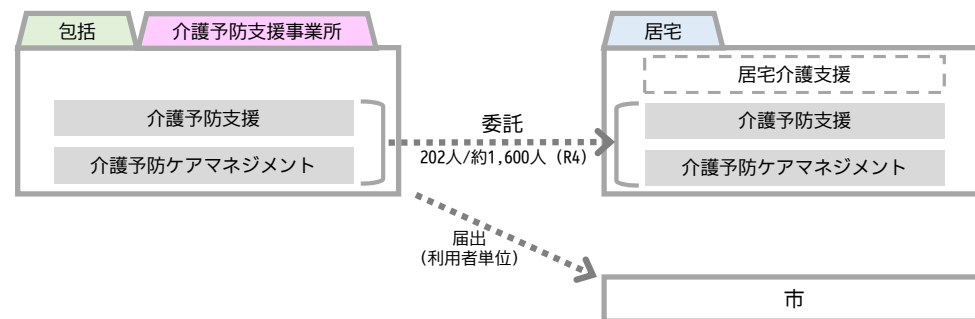 包括
介護予防支援事業所
介護予防支援
介護予防ケアマネジメント
委託
202人/約1,600人（R4）
届出
（利用者単位）
居宅
居宅介護支援
介護予防支援
介護予防ケアマネジメント
市